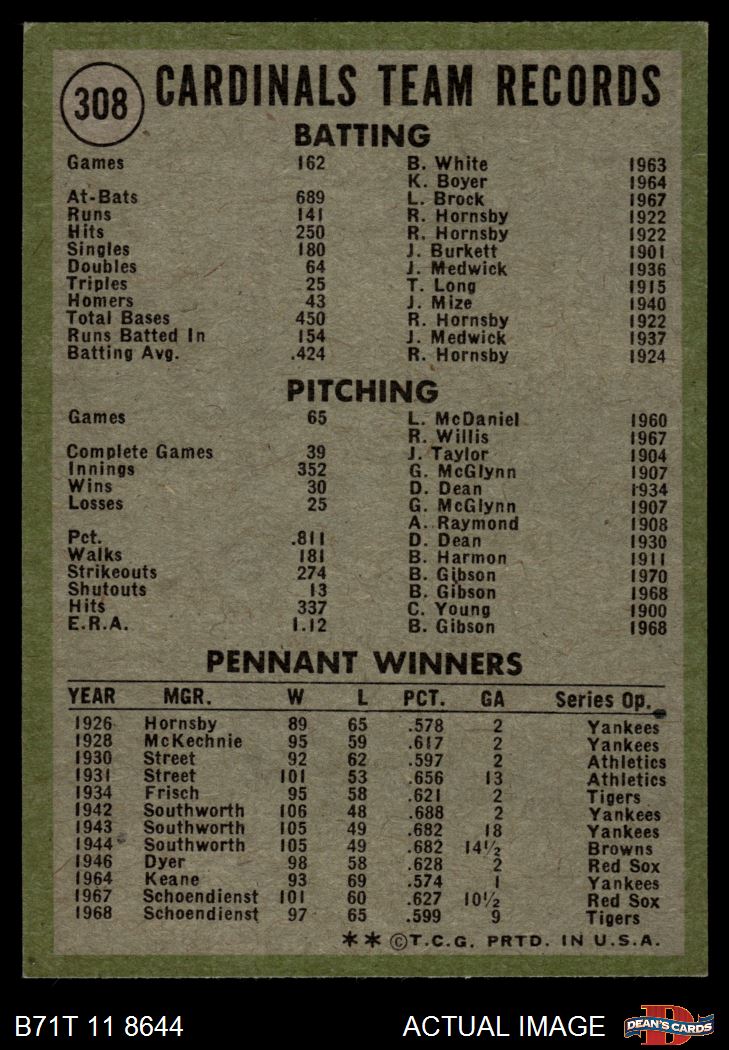 308 CARDINALS TEAM RECORDS
BATTING
Games 162 B. White 1963
K. Boyer 1964
At-Bats 689 L. Brock 1967
Runs 141 R. Hornsby 1922
Hits 250 R. Hornsby 1922
Singles 180 J. Burkett 1901
Doubles 64 J. Medwick 1936
Triples 25 T. Long 1915
Homers 43 J. Mize 1940
Total Bases 450 R. Hornsby 1922
Runs Batted In 154 J. Medwick 1937
Batting Avg. .424 R. Hornsby 1924
PITCHING
Games 65 L. McDaniel 1960
R. Willis 1967
Complete Games 39 J. Taylor 1904
Innings 352 G. McGlynn 1907
Wins 30 D. Dean 1934
Losses 25 G. McGlynn 1907
A. Raymond 1908
Pct. .811 D. Dean 1930
Walks 181 B. Harmon 1911
Strikeouts 274 B. Gibson 1970
Shutouts 13 B. Gibson 1968
Hits 337 C. Young 1900
E.R.A. 1.12 B. Gibson 1968
PENNANT WINNERS
YEAR MGR. W L PCT. GA Series Op.
1926 Hornsby 89 65 .578 2 Yankees
1928 McKechnie 95 59 .617 2 Yankees
1930 Street 92 62 .597 2 Athletics
1931 Street 101 53 .656 13 Athletics
1934 Frisch 95 58 .621 2 Tigers
1942 Southworth 106 48 .688 2 Yankees
1943 Southworth 105 49 .682 18 Yankees
1944 Southworth 105 49 .682 14½ Browns
1946 Dyer 98 58 .628 2 Red Sox
1964 Keane 93 69 .574 1 Yankees
1967 Schoendienst 101 60 .627 10½ Red Sox
1968 Schoendienst 97 65 .599 9 Tigers
** ©T.C.G. PRTD. IN U.S.A.
B71T 11 8644 ACTUAL IMAGE D DEAN'S CARDS